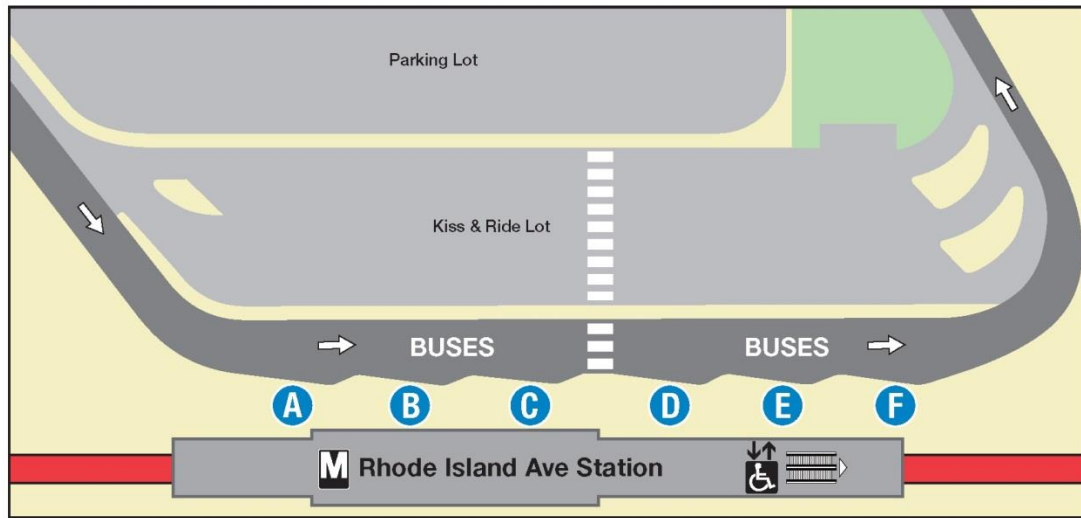 Parking Lot
Kiss & Ride Lot
BUSES BUSES
A B C D E F
M Rhode Island Ave Station